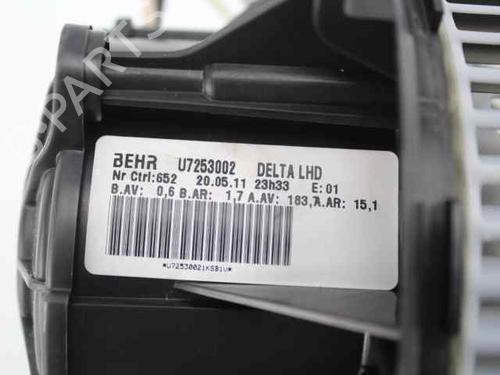 BEHR U7253002 DELTA LHD
Nr Ctrl:652 20.05.11 23h33 E:01
B.AV: 0,6 B.AR: 1,7 A.AV: 183,7 A.AR: 15,1
*U72530021KSB1V*